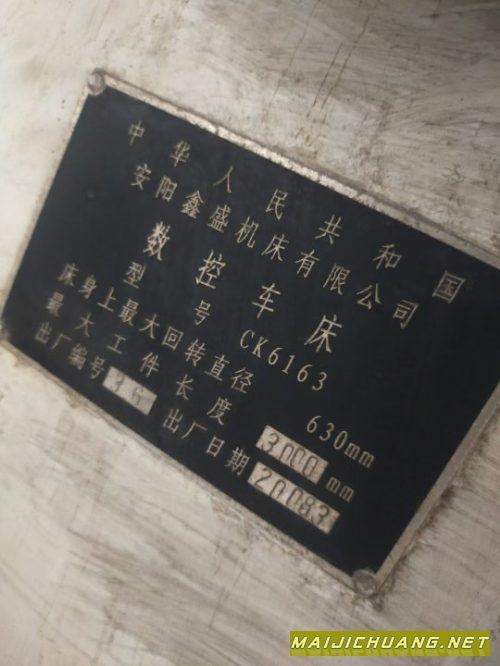 中华人民共和国
安阳鑫盛机床有限公司
数控车床
型号 CK6163
床身上最大回转直径 630mm
最大工件长度 3000 mm
出厂编号 36 出厂日期 20083
MAIJICHUANG.NET